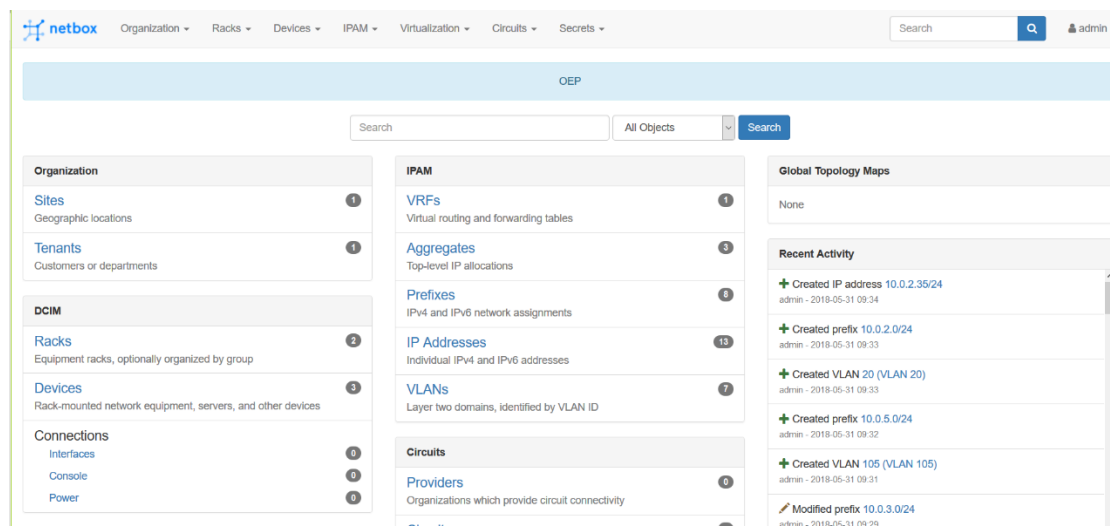 netbox Organization Racks Devices IPAM Virtualization Circuits Secrets Search admin
OEP
Search All Objects Search
Organization
Sites 1
Geographic locations
Tenants 1
Customers or departments
DCIM
Racks 2
Equipment racks, optionally organized by group
Devices 3
Rack-mounted network equipment, servers, and other devices
Connections
Interfaces 0
Console 0
Power 0
IPAM
VRFs 1
Virtual routing and forwarding tables
Aggregates 3
Top-level IP allocations
Prefixes 8
IPv4 and IPv6 network assignments
IP Addresses 13
Individual IPv4 and IPv6 addresses
VLANs 7
Layer two domains, identified by VLAN ID
Circuits
Providers 0
Organizations which provide circuit connectivity
Global Topology Maps
None
Recent Activity
Created IP address 10.0.2.35/24
admin - 2018-05-31 09:34
Created prefix 10.0.2.0/24
admin - 2018-05-31 09:33
Created VLAN 20 (VLAN 20)
admin - 2018-05-31 09:33
Created prefix 10.0.5.0/24
admin - 2018-05-31 09:32
Created VLAN 105 (VLAN 105)
admin - 2018-05-31 09:31
Modified prefix 10.0.3.0/24
admin - 2018-05-31 09:29